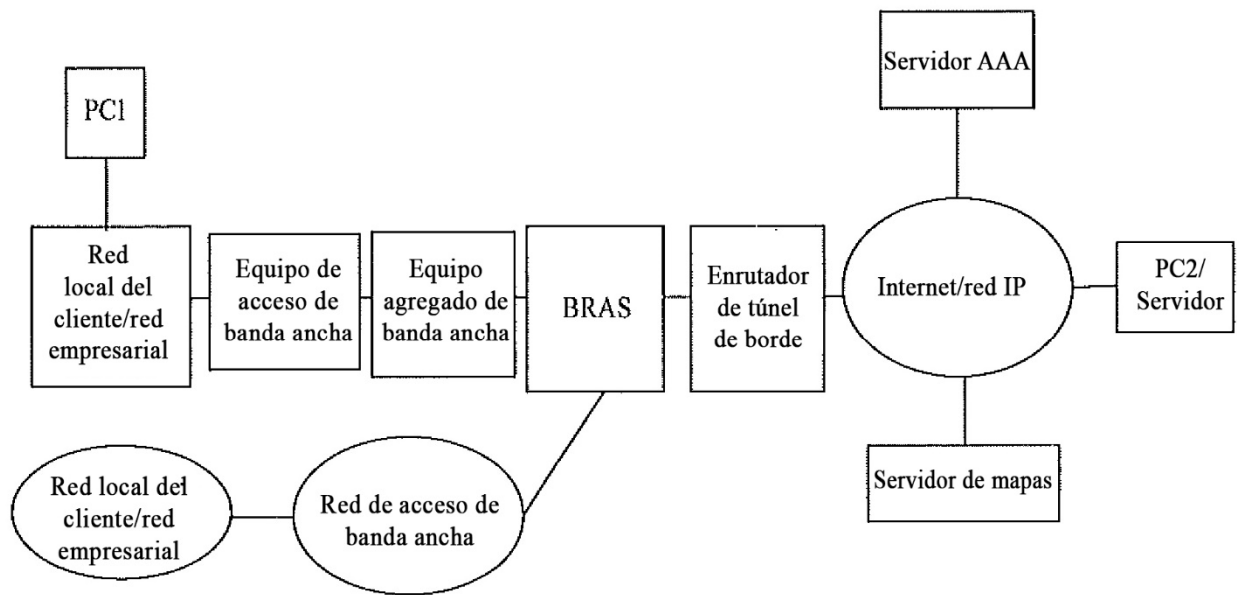 Servidor AAA
PC1
Red
local del
cliente/red
empresarial
Equipo de
acceso de
banda ancha
Equipo
agregado de
banda ancha
BRAS
Enrutador
de túnel
de borde
Internet/red IP
PC2/
Servidor
Servidor de mapas
Red local del
cliente/red
empresarial
Red de acceso de
banda ancha